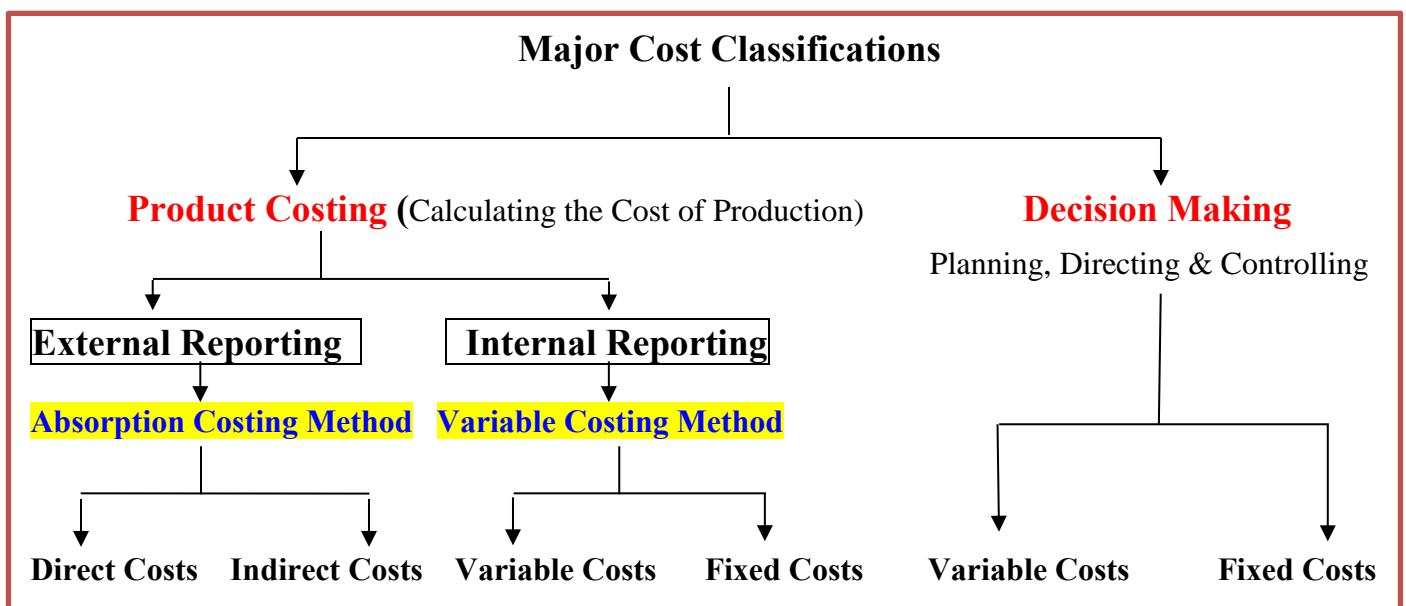 Major Cost Classifications
Product Costing (Calculating the Cost of Production)
Decision Making
Planning, Directing & Controlling
External Reporting
Internal Reporting
Absorption Costing Method
Variable Costing Method
Direct Costs
Indirect Costs
Variable Costs
Fixed Costs
Variable Costs
Fixed Costs